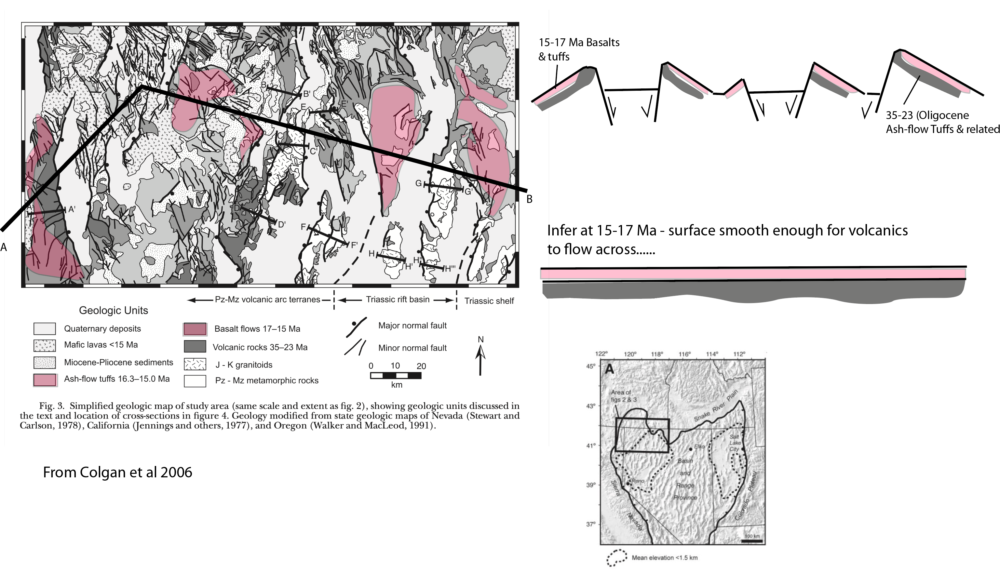 15-17 Ma Basalts
& tuffs
35-23 (Oligocene
Ash-flow Tuffs & related
A
B
A
A'
B
B'
E
E'
C
C'
D
D'
F
F'
G
G'
H
H'
H"
H'''
Infer at 15-17 Ma - surface smooth enough for volcanics
to flow across......
Pz-Mz volcanic arc terranes
Triassic rift basin
Triassic shelf
Geologic Units
Quaternary deposits
Mafic lavas <15 Ma
Miocene-Pliocene sediments
Ash-flow tuffs 16.3–15.0 Ma
Basalt flows 17–15 Ma
Volcanic rocks 35–23 Ma
J - K granitoids
Pz - Mz metamorphic rocks
Major normal fault
Minor normal fault
0 10 20
km
N
Fig. 3. Simplified geologic map of study area (same scale and extent as fig. 2), showing geologic units discussed in
the text and location of cross-sections in figure 4. Geology modified from state geologic maps of Nevada (Stewart and
Carlson, 1978), California (Jennings and others, 1977), and Oregon (Walker and MacLeod, 1991).
From Colgan et al 2006
122° 120° 118° 116° 114° 112°
45°
43°
41°
39°
37°
A
Area of
figs 2 & 3
Snake River Plain
Salt
Lake
City
Elko
Basin
and
Range
Province
Reno
Sierra
Nevada
Colorado Plateau
100 km
Mean elevation <1.5 km